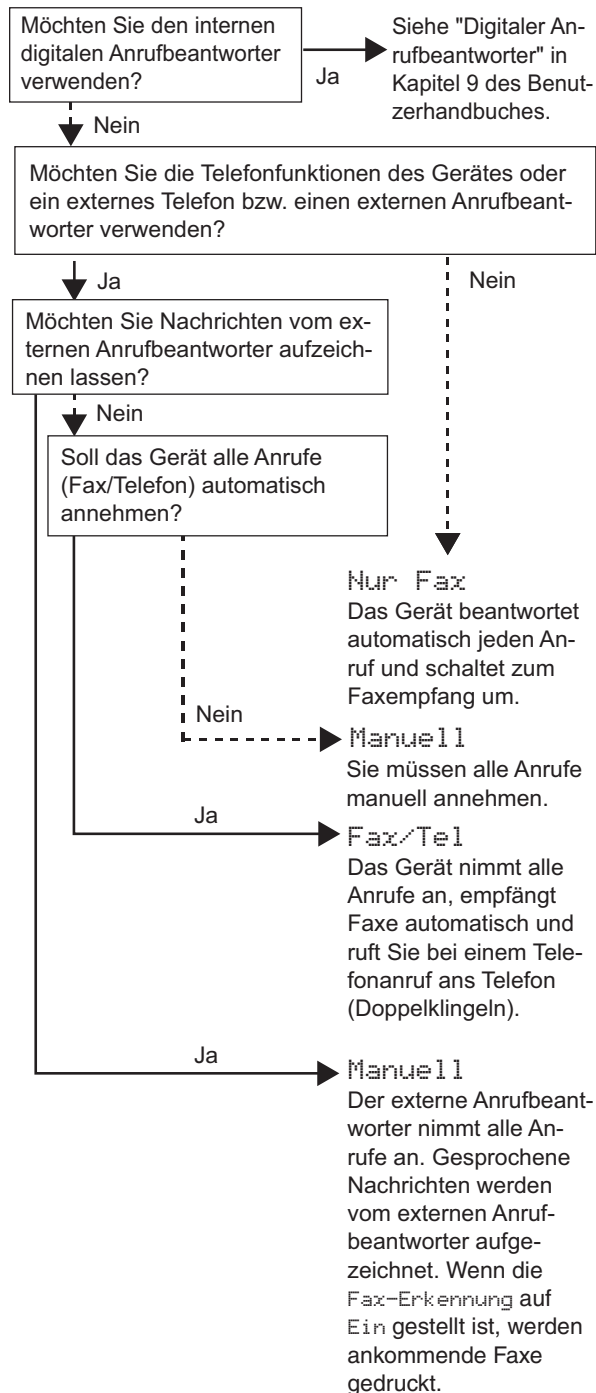 Möchten Sie den internen
digitalen Anrufbeantworter
verwenden?
Ja
Siehe "Digitaler An-
rufbeantworter" in
Kapitel 9 des Benut-
zerhandbuches.
Nein
Möchten Sie die Telefonfunktionen des Gerätes oder
ein externes Telefon bzw. einen externen Anrufbeant-
worter verwenden?
Ja
Nein
Möchten Sie Nachrichten vom ex-
ternen Anrufbeantworter aufzeich-
nen lassen?
Nein
Soll das Gerät alle Anrufe
(Fax/Telefon) automatisch
annehmen?
Nur Fax
Das Gerät beantwortet
automatisch jeden An-
ruf und schaltet zum
Faxempfang um.
Nein
Manuell
Sie müssen alle Anrufe
manuell annehmen.
Ja
Fax/Tel
Das Gerät nimmt alle
Anrufe an, empfängt
Faxe automatisch und
ruft Sie bei einem Tele-
fonanruf ans Telefon
(Doppelklingeln).
Ja
Manuell
Der externe Anrufbeant-
worter nimmt alle An-
rufe an. Gesprochene
Nachrichten werden
vom externen Anruf-
beantworter aufge-
zeichnet. Wenn die
Fax-Erkennung auf
Ein gestellt ist, werden
ankommende Faxe
gedruckt.